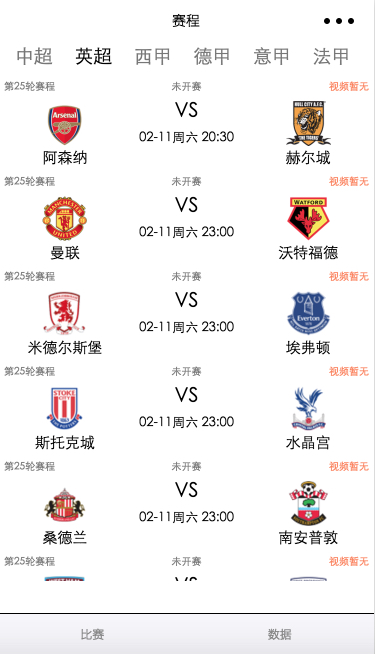 赛程
中超 英超 西甲 德甲 意甲 法甲
第25轮赛程 未开赛 视频暂无
Arsenal VS HULL CITY A.F.C. THE TIGERS
02-11周六 20:30
阿森纳 赫尔城
第25轮赛程 未开赛 视频暂无
MANCHESTER UNITED VS WATFORD
02-11周六 23:00
曼联 沃特福德
第25轮赛程 未开赛 视频暂无
VS Everton
02-11周六 23:00
米德尔斯堡 埃弗顿
第25轮赛程 未开赛 视频暂无
STOKE CITY VS
02-11周六 23:00
斯托克城 水晶宫
第25轮赛程 未开赛 视频暂无
VS
02-11周六 23:00
桑德兰 南安普敦
第25轮赛程 未开赛 视频暂无
VS
比赛 数据